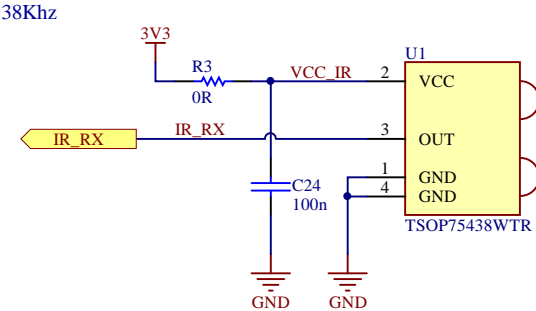 38Khz
3V3
R3
0R
VCC_IR
U1
2
VCC
IR_RX
IR_RX
3
OUT
1
GND
4
GND
C24
100n
TSOP75438WTR
GND
GND